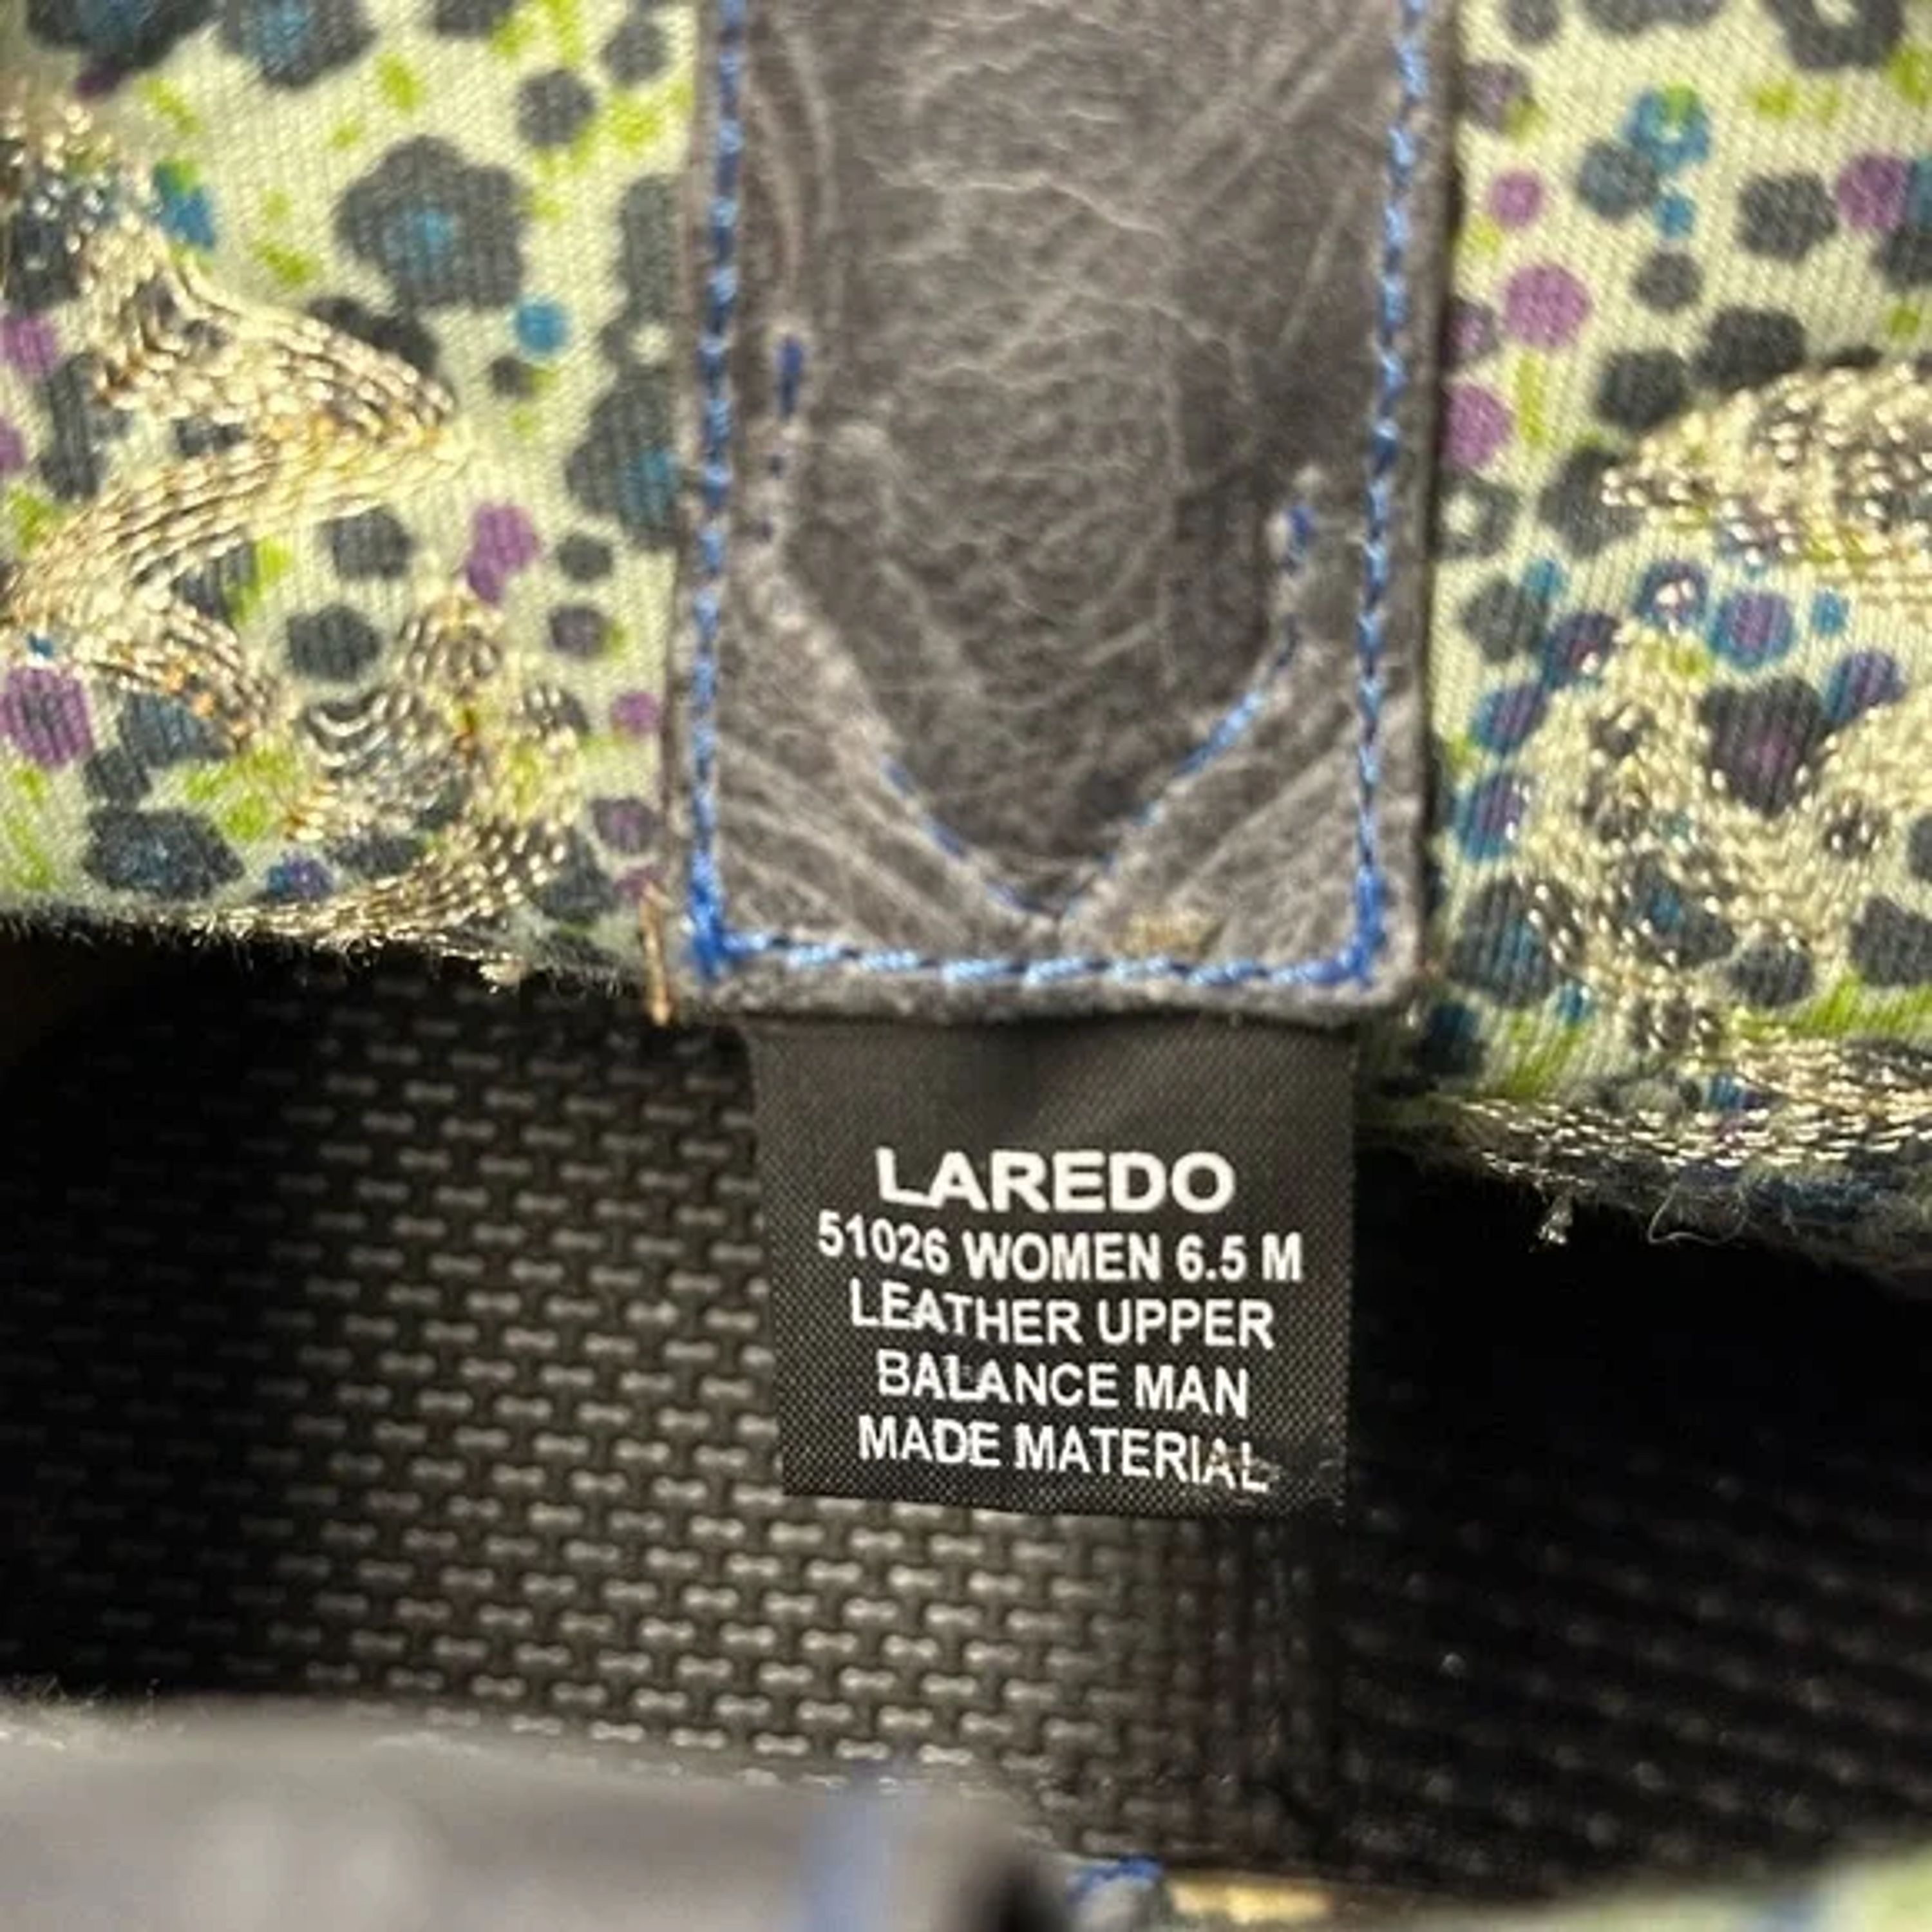 LAREDO
51026 WOMEN 6.5 M
LEATHER UPPER
BALANCE MAN
MADE MATERIAL